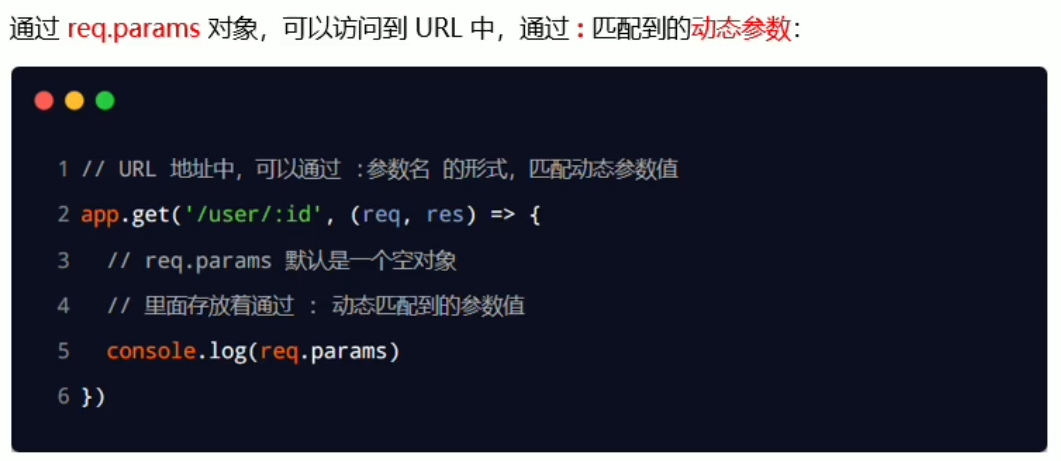 通过 req.params 对象，可以访问到 URL 中，通过 : 匹配到的动态参数：
1 // URL 地址中，可以通过 :参数名 的形式，匹配动态参数值
2 app.get('/user/:id', (req, res) => {
3   // req.params 默认是一个空对象
4   // 里面存放着通过 : 动态匹配到的参数值
5   console.log(req.params)
6 })